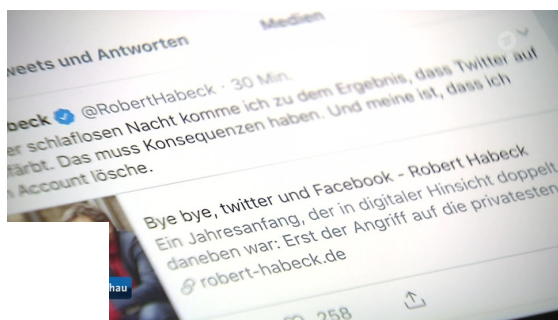 Medien
weets und Antworten
beck @RobertHabeck · 30 Min.
er schlaflosen Nacht komme ich zu dem Ergebnis, dass Twitter auf
färbt. Das muss Konsequenzen haben. Und meine ist, dass ich
Account lösche.
Bye bye, twitter und Facebook - Robert Habeck
Ein Jahresanfang, der in digitaler Hinsicht doppelt
daneben war: Erst der Angriff auf die privatesten
robert-habeck.de
258
hau